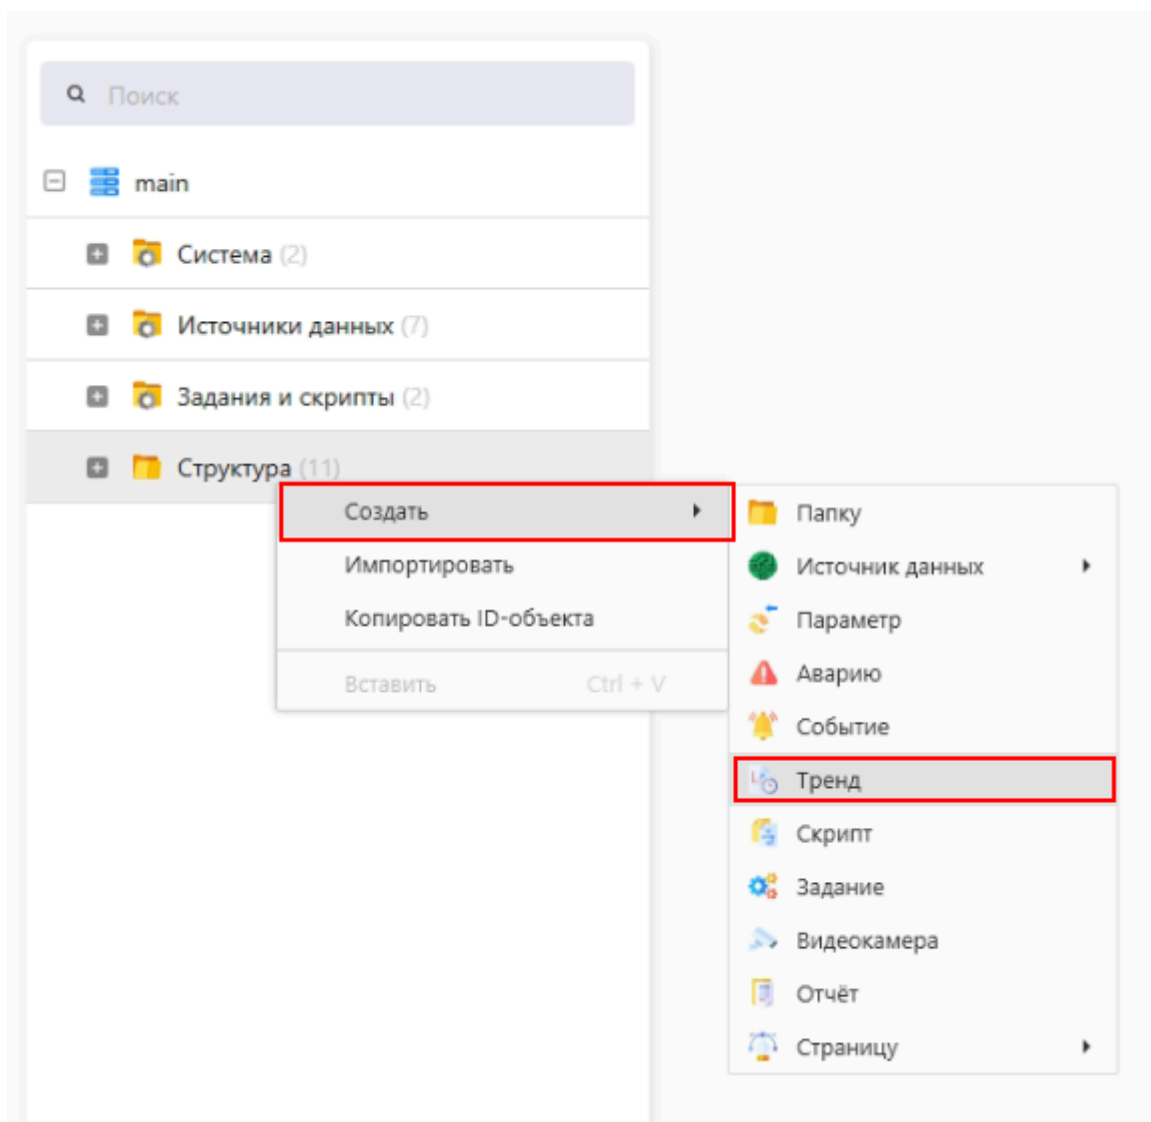 Поиск
main
Система (2)
Источники данных (7)
Задания и скрипты (2)
Структура (11)
Создать
Импортировать
Копировать ID-объекта
Вставить Ctrl + V
Папку
Источник данных
Параметр
Аварию
Событие
Тренд
Скрипт
Задание
Видеокамера
Отчёт
Страницу